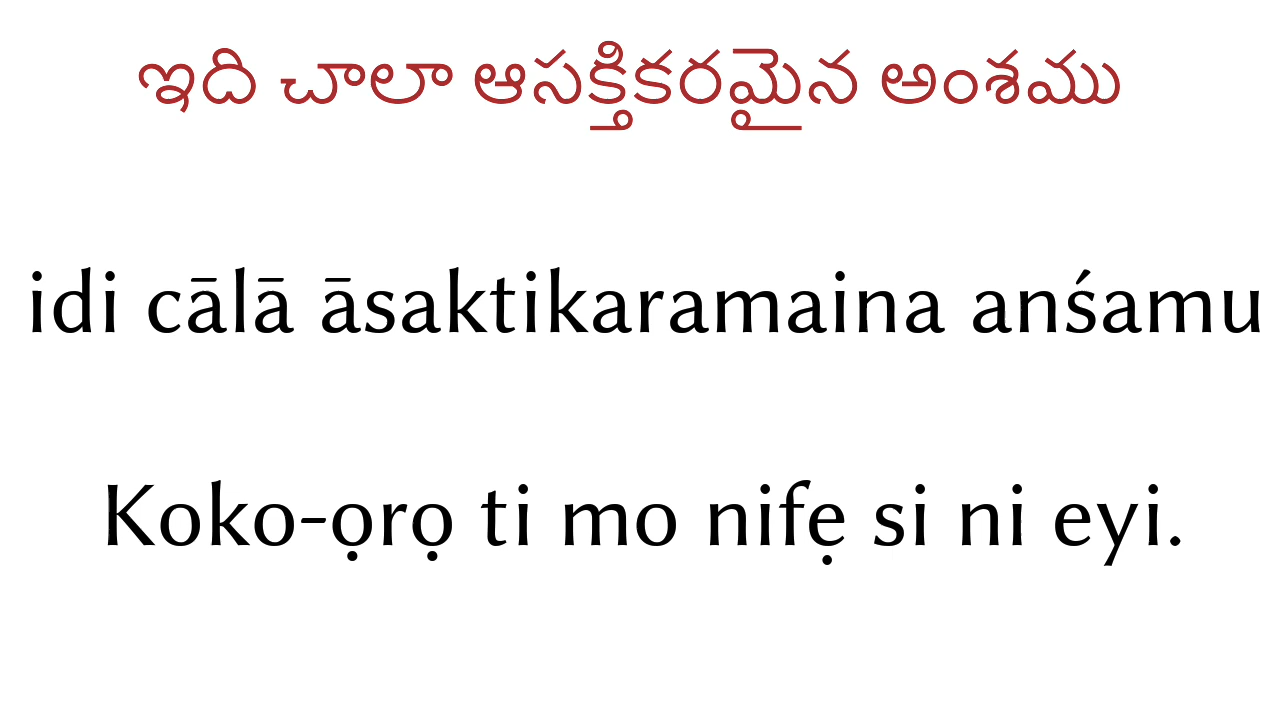 ఇది చాలా ఆసక్తికరమైన అంశము
idi cālā āsaktikaramaina anśamu
Koko-ọrọ ti mo nifẹ si ni eyi.